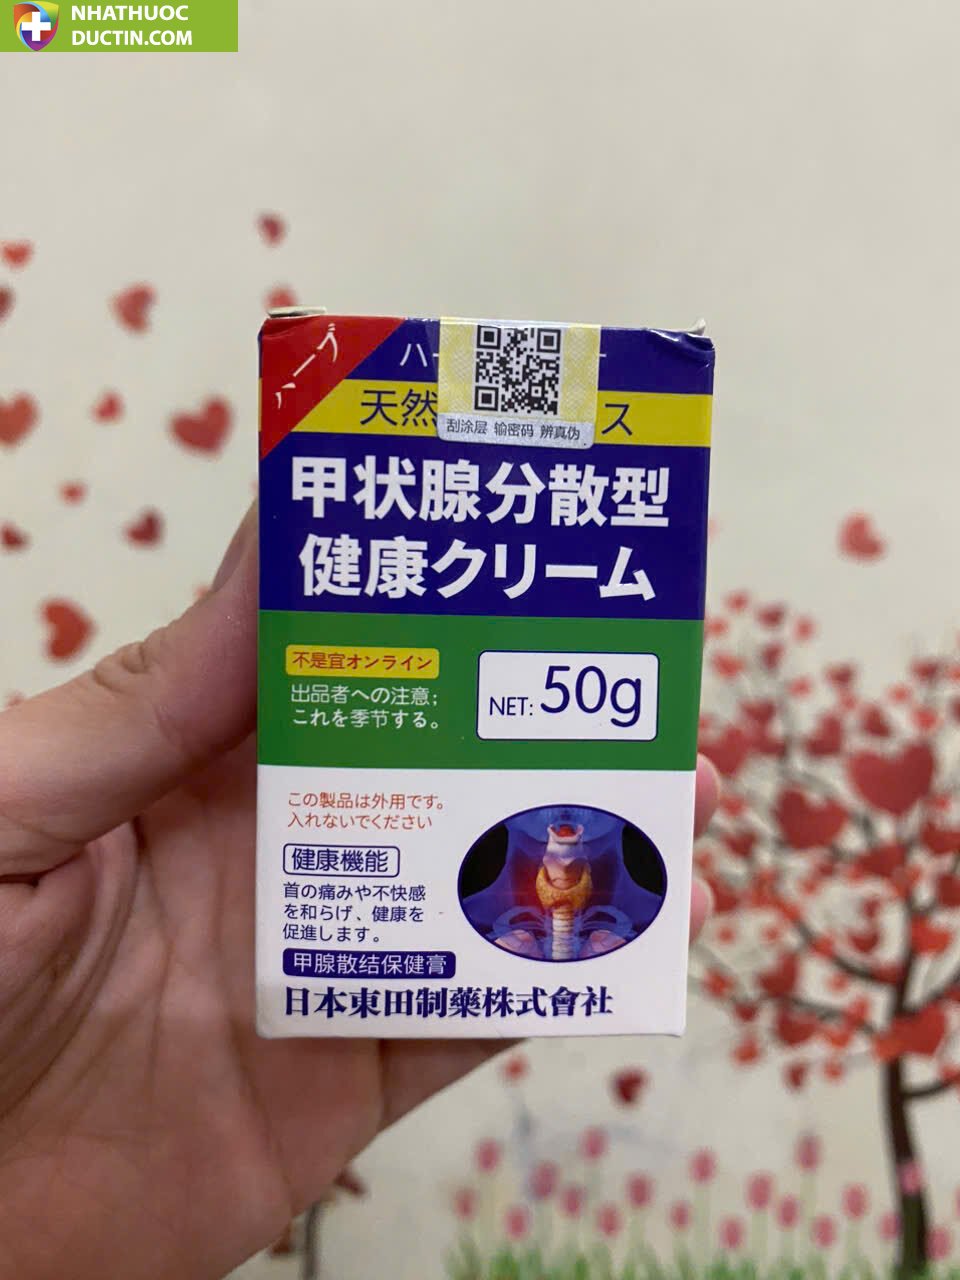 NHATHUOC
DUCTIN.COM
ハーブ
天然
ス
刮涂层 输密码 辨真伪
甲状腺分散型
健康クリーム
不是宜オンライン
出品者への注意;
これを季节する。
NET: 50g
この製品は外用です。
入れないでください
健康機能
首の痛みや不快感
を和らげ、健康を
促進します。
甲腺散结保健膏
日本東田制藥株式會社